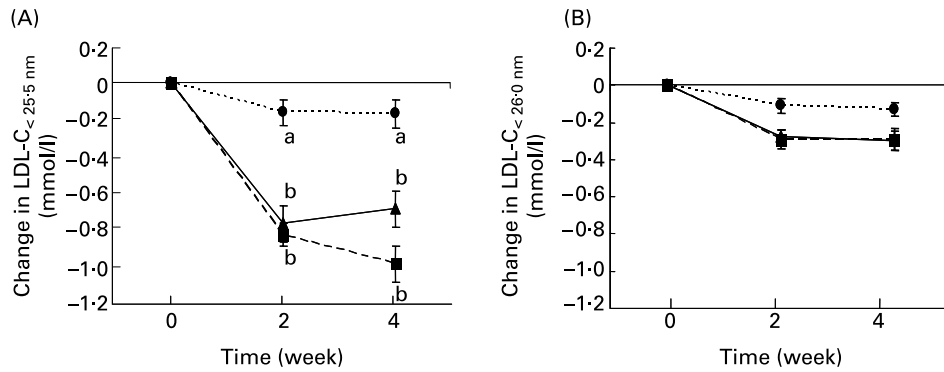 (A)
Change in LDL-C< 25·5 nm
(mmol/l)
0·2
0
−0·2
−0·4
−0·6
−0·8
−1·0
−1·2
a
a
b
b
b
b
0
2
4
Time (week)
(B)
Change in LDL-C< 26·0 nm
(mmol/l)
0·2
0
−0·2
−0·4
−0·6
−0·8
−1·0
−1·2
0
2
4
Time (week)